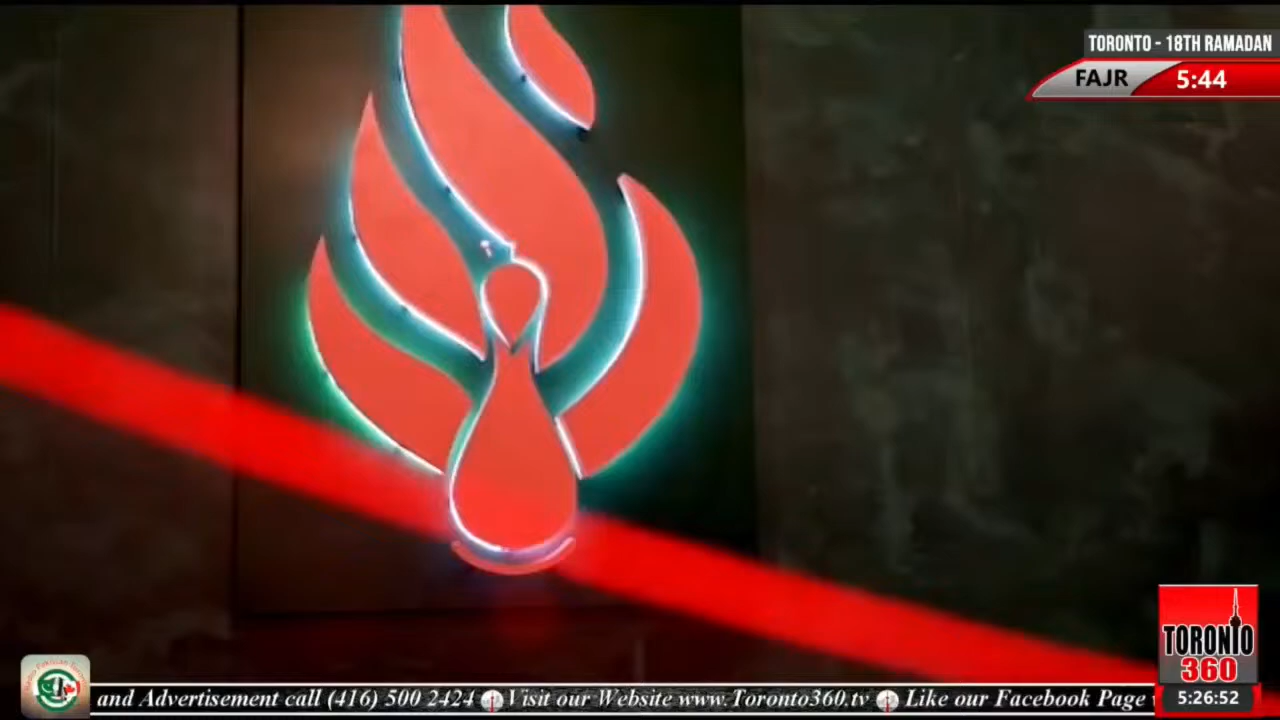 TORONTO - 18TH RAMADAN
FAJR 5:44
TORONTO
360
5:26:52
and Advertisement call (416) 500 2424 Visit our Website www.Toronto360.tv Like our Facebook Page